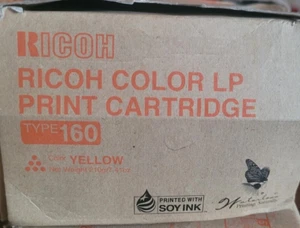 RICOH
RICOH COLOR LP
PRINT CARTRIDGE
TYPE 160
YELLOW
PRINTED WITH
SOY INK